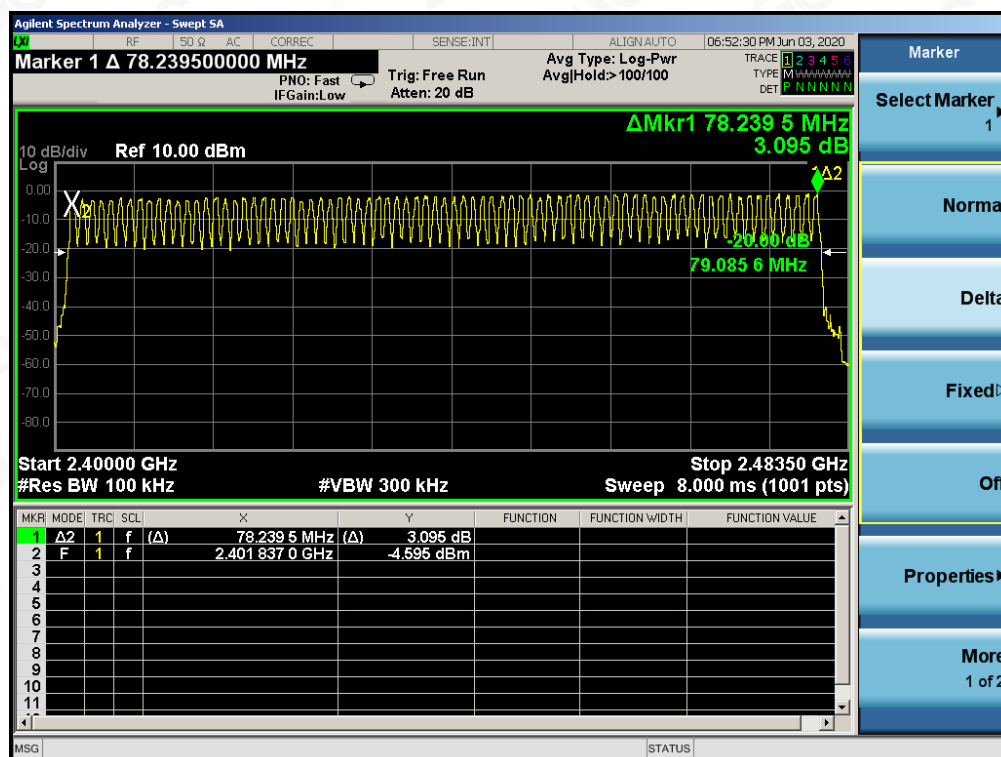 Agilent Spectrum Analyzer - Swept SA
LXI RF 50 Ω AC CORREC SENSE:INT ALIGN AUTO 06:52:30 PM Jun 03, 2020
Marker 1 Δ 78.239500000 MHz
PNO: Fast
IFGain:Low
Trig: Free Run
Atten: 20 dB
Avg Type: Log-Pwr
Avg|Hold:>100/100
TRACE 1 2 3 4 5 6
TYPE M
DET P N N N N N
ΔMkr1 78.239 5 MHz
3.095 dB
10 dB/div Ref 10.00 dBm
Log
0.00
-10.0
-20.0
-30.0
-40.0
-50.0
-60.0
-70.0
-80.0
1Δ2
2
-20.00 dB
79.085 6 MHz
Start 2.40000 GHz Stop 2.48350 GHz
#Res BW 100 kHz #VBW 300 kHz Sweep 8.000 ms (1001 pts)
MKR MODE TRC SCL X Y FUNCTION FUNCTION WIDTH FUNCTION VALUE
1 Δ2 1 f (Δ) 78.239 5 MHz (Δ) 3.095 dB
2 F 1 f 2.401 837 0 GHz -4.595 dBm
3
4
5
6
7
8
9
10
11
MSG STATUS
Marker
Select Marker
1
Norma
Delta
Fixed
Off
Properties
More
1 of 2